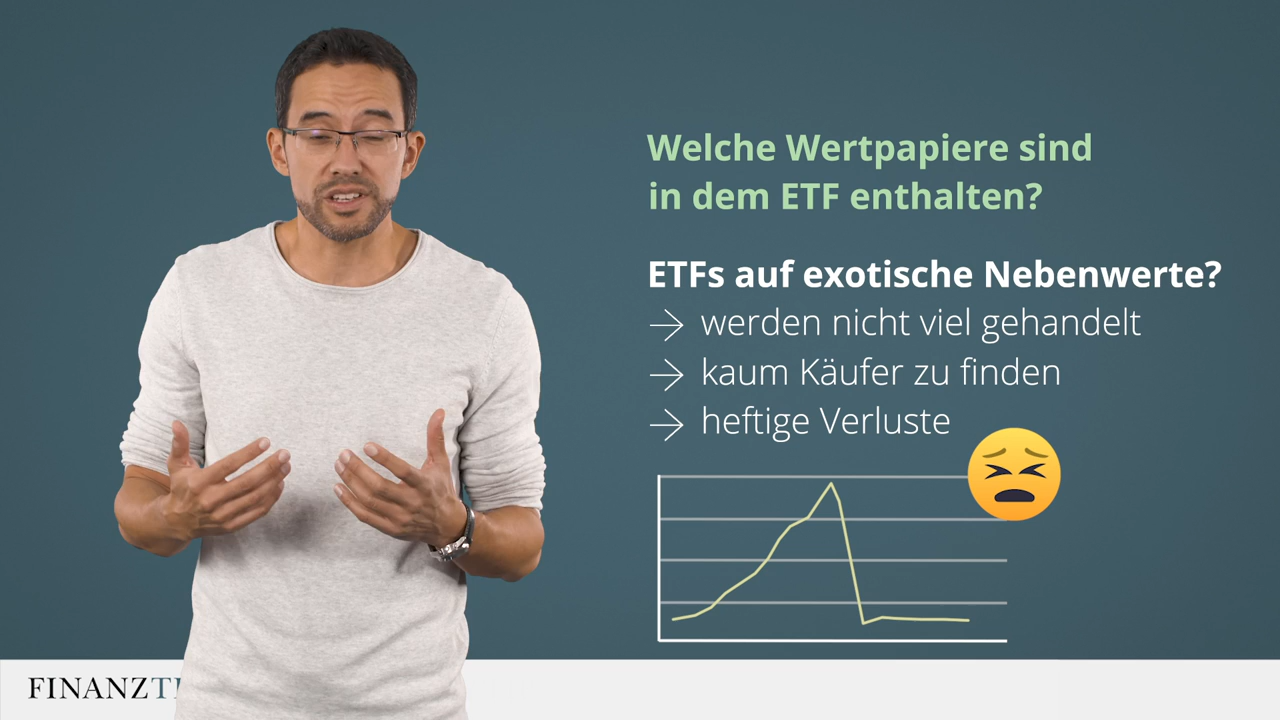 Welche Wertpapiere sind
in dem ETF enthalten?
ETFs auf exotische Nebenwerte?
→ werden nicht viel gehandelt
→ kaum Käufer zu finden
→ heftige Verluste
FINANZT